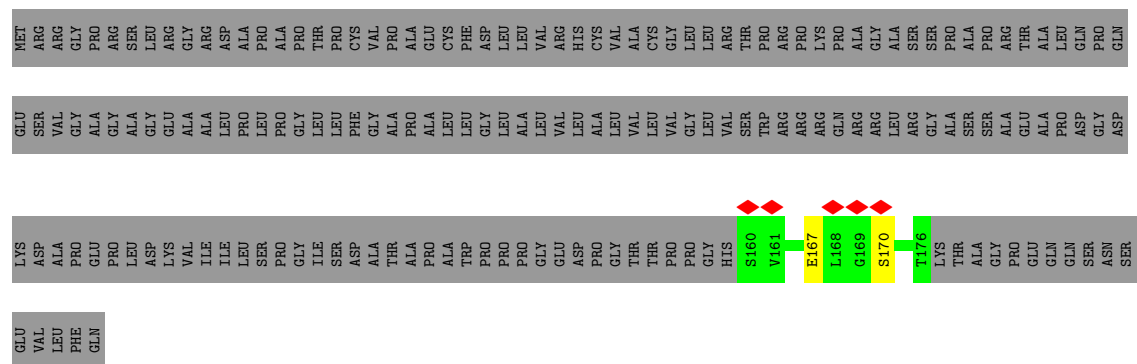 MET ARG ARG GLY PRO ARG SER LEU ARG GLY ARG ASP ALA PRO ALA PRO THR PRO CYS VAL PRO ALA GLU CYS PHE ASP LEU LEU VAL ARG HIS CYS VAL ALA CYS GLY LEU LEU ARG THR PRO ARG PRO LYS PRO ALA GLY ALA SER SER PRO ALA PRO ARG THR ALA LEU GLN PRO GLN
GLU SER VAL GLY ALA GLY ALA GLY GLU ALA ALA LEU PRO LEU PRO GLY LEU LEU PHE GLY ALA PRO ALA LEU LEU GLY LEU ALA LEU VAL LEU ALA LEU VAL LEU VAL GLY LEU VAL SER TRP ARG ARG ARG GLN ARG ARG LEU ARG GLY ALA SER SER ALA GLU ALA PRO ASP GLY ASP
LYS ASP ALA PRO GLU PRO LEU ASP LYS VAL ILE ILE LEU SER PRO GLY ILE SER ASP ALA THR ALA PRO ALA TRP PRO PRO PRO GLY GLU ASP PRO GLY THR THR PRO PRO GLY HIS S160 V161 E167 L168 G169 S170 T176 LYS THR ALA GLY PRO GLU GLN GLN SER ASN SER
GLU VAL LEU PHE GLN